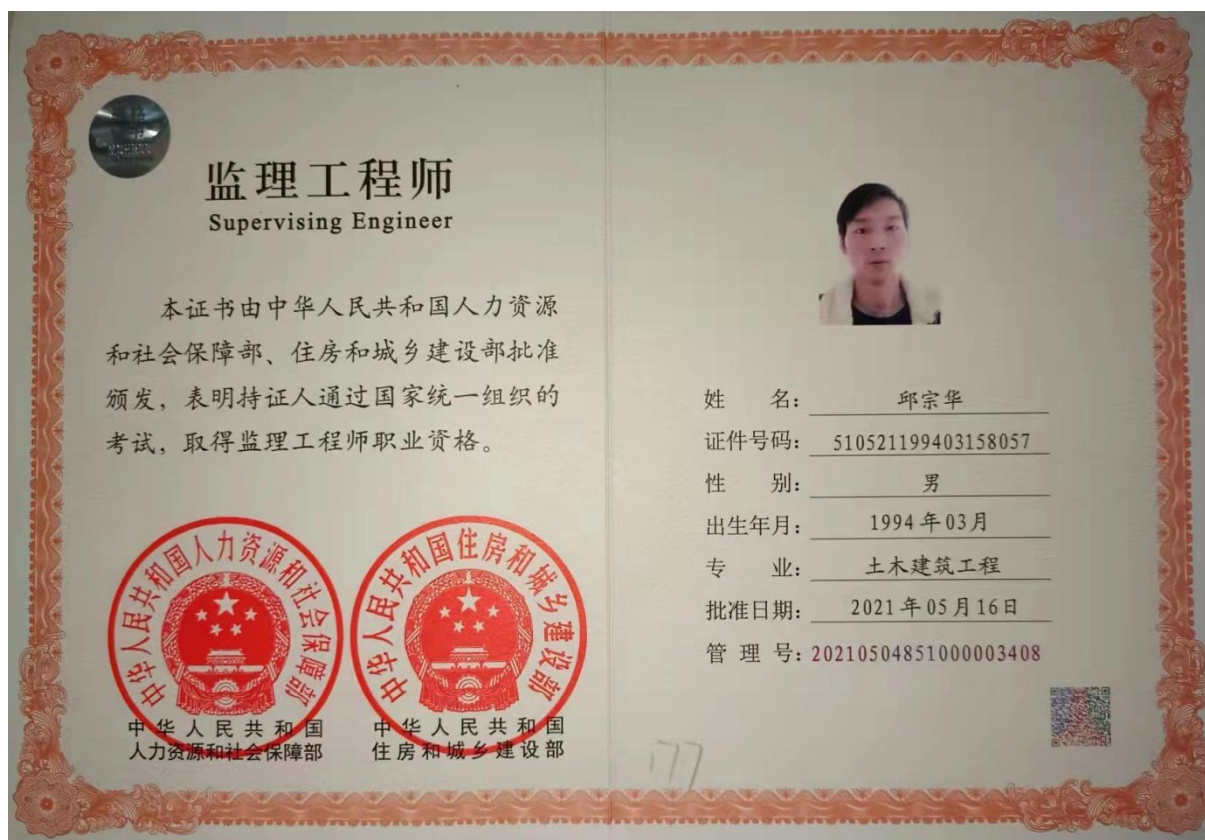 监理工程师
Supervising Engineer
本证书由中华人民共和国人力资源
和社会保障部、住房和城乡建设部批准
颁发，表明持证人通过国家统一组织的
考试，取得监理工程师职业资格。
中华人民共和国人力资源和社会保障部
中华人民共和国住房和城乡建设部
中华人民共和国
人力资源和社会保障部
中华人民共和国
住房和城乡建设部
姓 名： 邱宗华
证件号码： 510521199403158057
性 别： 男
出生年月： 1994年03月
专 业： 土木建筑工程
批准日期： 2021年05月16日
管 理 号：20210504851000003408
177